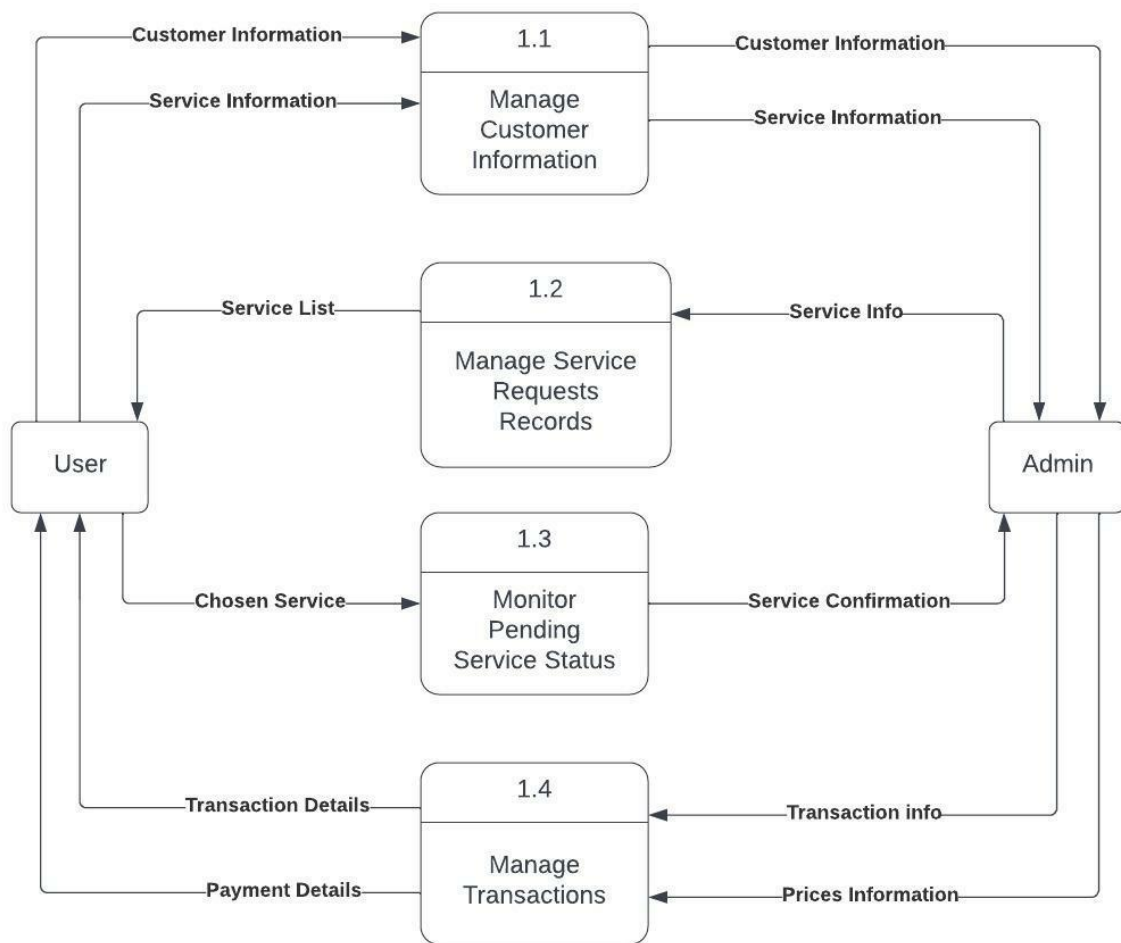 Customer Information
1.1
Customer Information
Service Information
Manage
Customer
Information
Service Information
1.2
Service List
Service Info
Manage Service
Requests
Records
User
Admin
1.3
Chosen Service
Monitor
Pending
Service Status
Service Confirmation
1.4
Transaction Details
Transaction info
Manage
Transactions
Payment Details
Prices Information